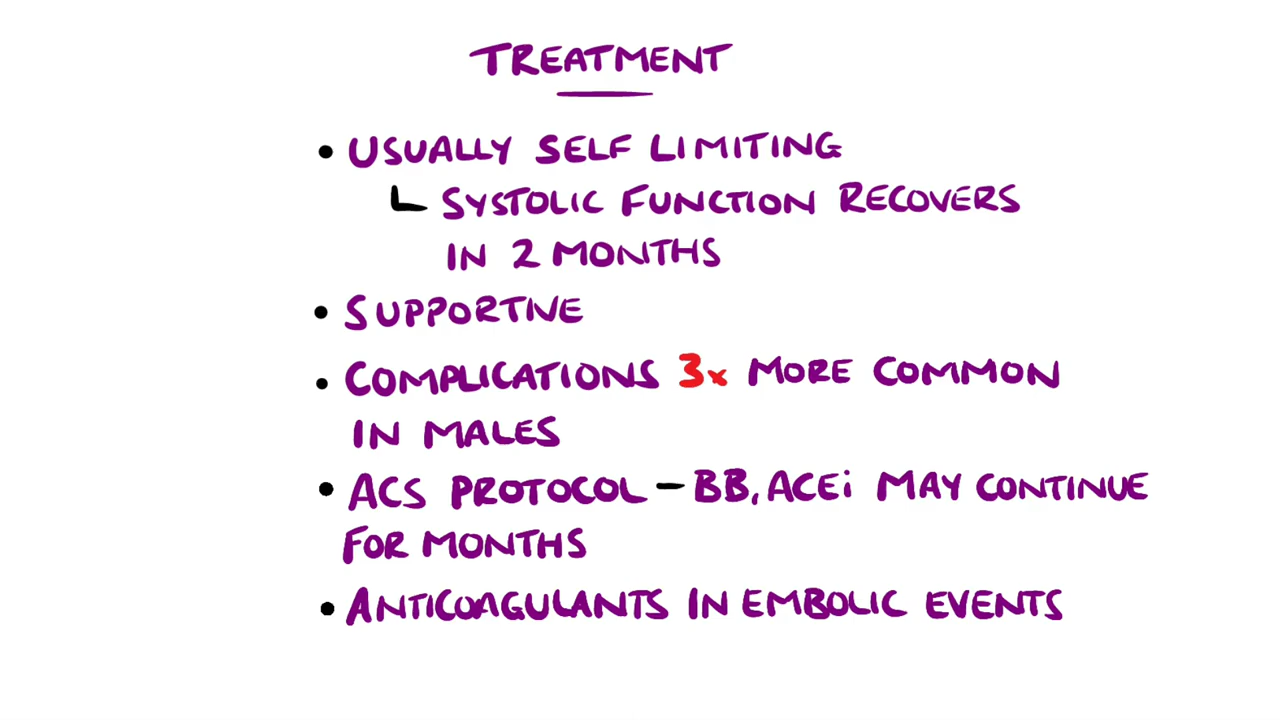 TREATMENT
• USUALLY SELF LIMITING
SYSTOLIC FUNCTION RECOVERS
IN 2 MONTHS
• SUPPORTIVE
• COMPLICATIONS 3x MORE COMMON
IN MALES
• ACS PROTOCOL - BB, ACEi MAY CONTINUE
FOR MONTHS
• ANTICOAGULANTS IN EMBOLIC EVENTS